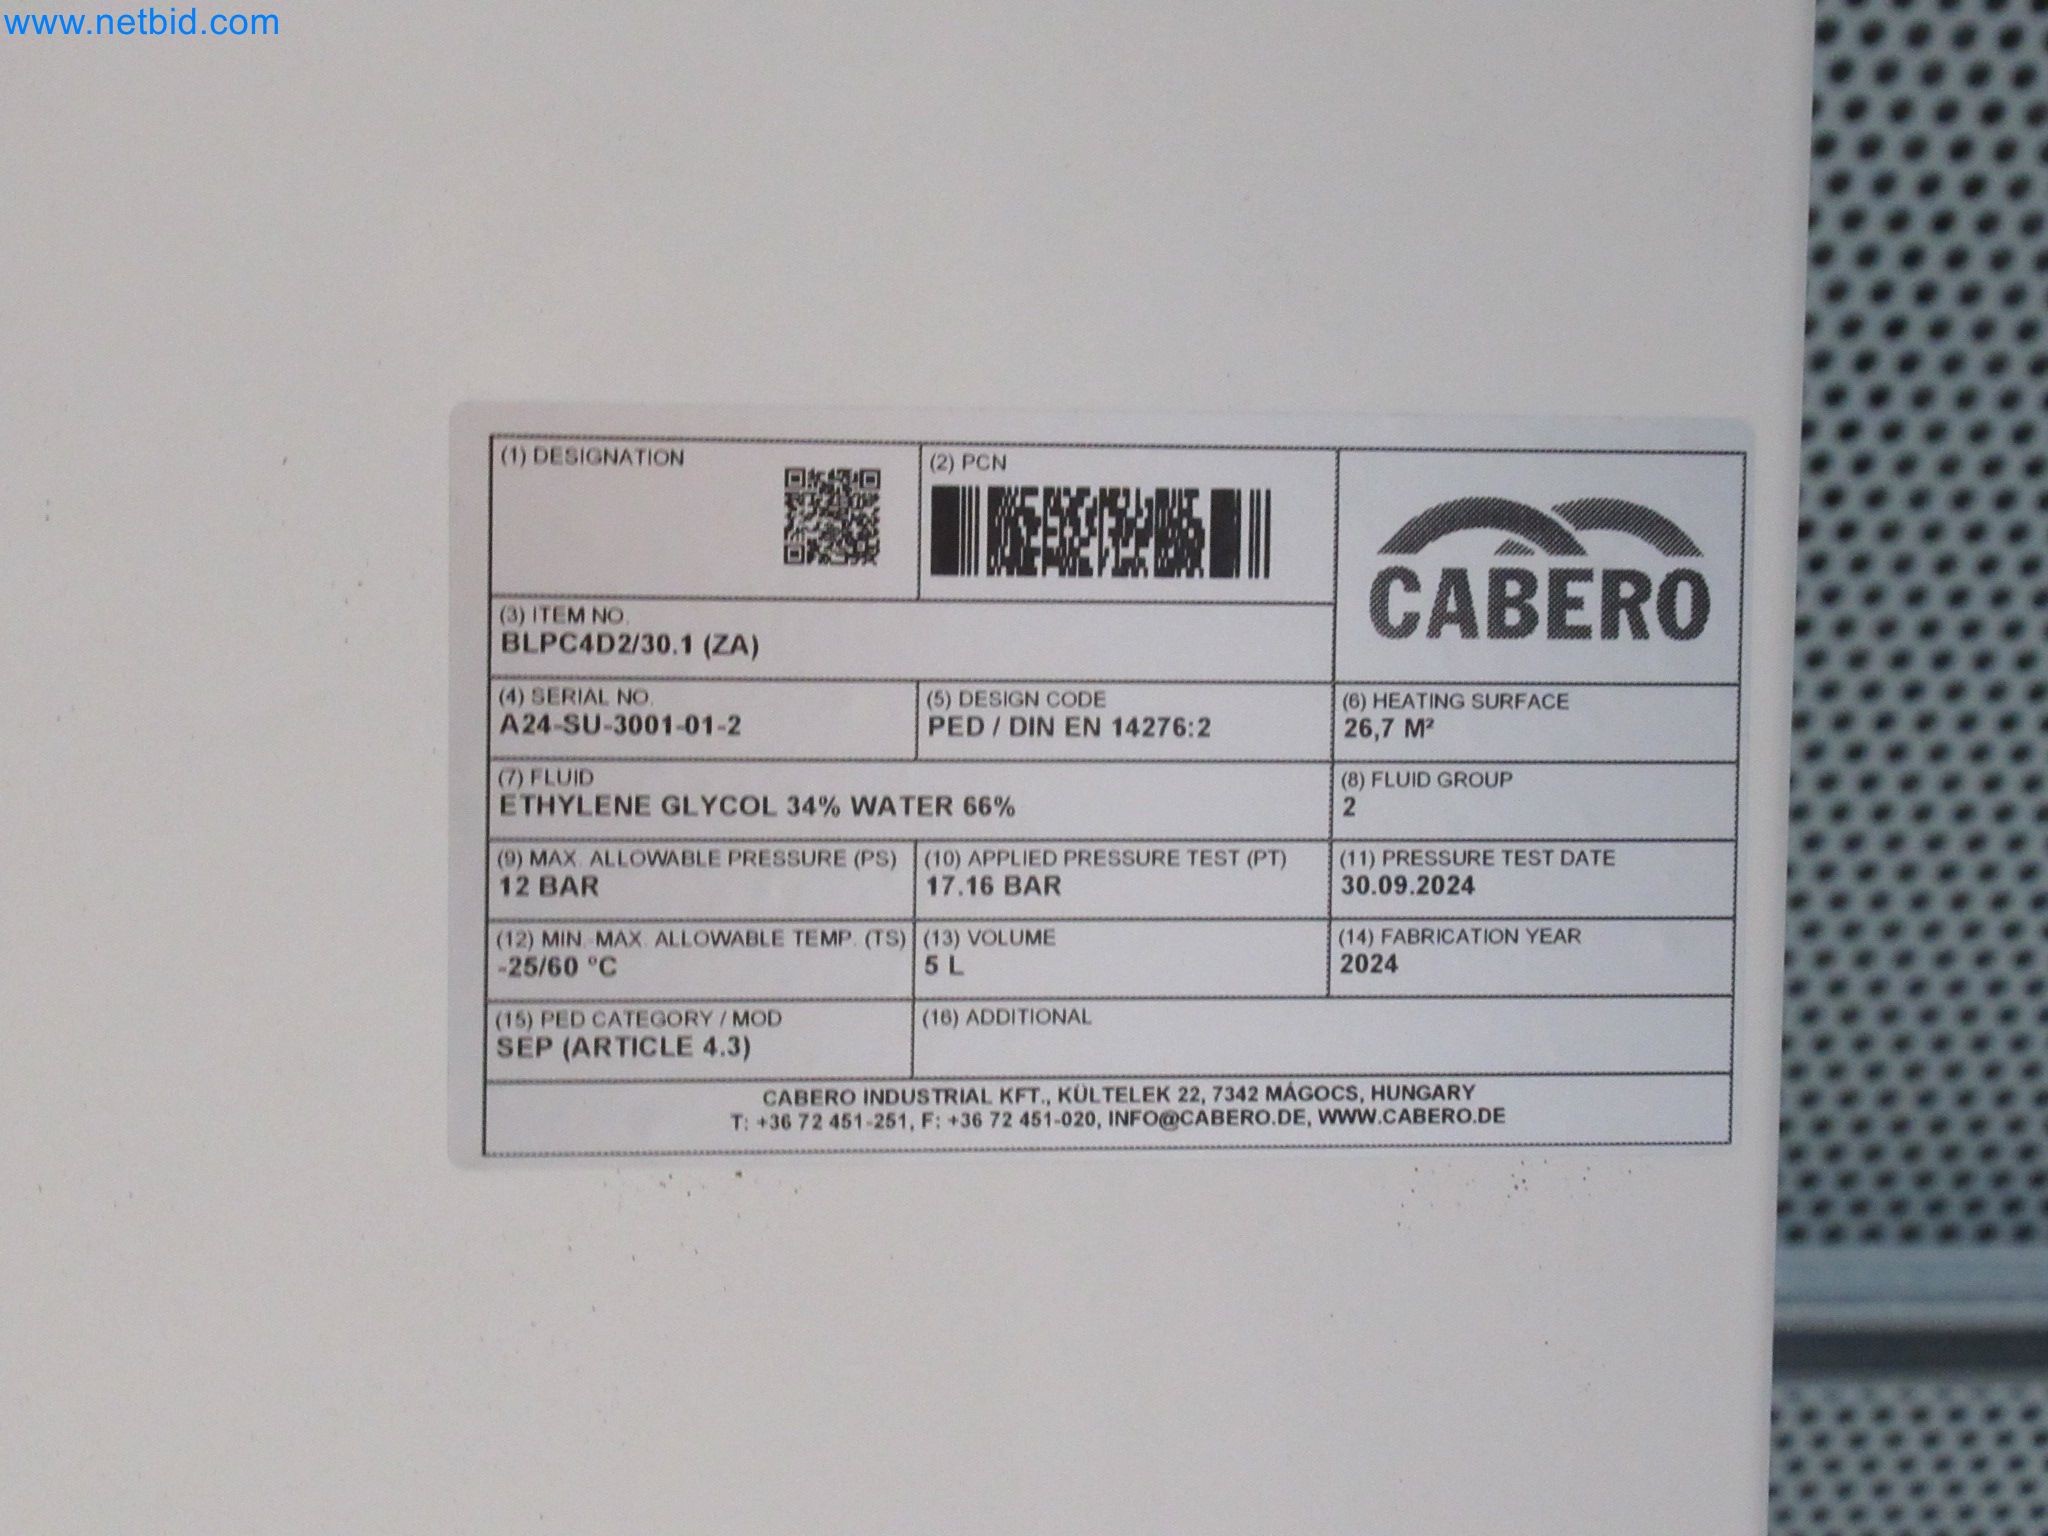 www.netbid.com
(1) DESIGNATION
(2) PCN
CABERO
(3) ITEM NO.
BLPC4D2/30.1 (ZA)
(4) SERIAL NO.
A24-SU-3001-01-2
(5) DESIGN CODE
PED / DIN EN 14276:2
(6) HEATING SURFACE
26,7 M²
(7) FLUID
ETHYLENE GLYCOL 34% WATER 66%
(8) FLUID GROUP
2
(9) MAX. ALLOWABLE PRESSURE (PS)
12 BAR
(10) APPLIED PRESSURE TEST (PT)
17.16 BAR
(11) PRESSURE TEST DATE
30.09.2024
(12) MIN. MAX. ALLOWABLE TEMP. (TS)
-25/60 °C
(13) VOLUME
5 L
(14) FABRICATION YEAR
2024
(15) PED CATEGORY / MOD
SEP (ARTICLE 4.3)
(16) ADDITIONAL
CABERO INDUSTRIAL KFT., KÜLTELEK 22, 7342 MÁGOCS, HUNGARY
T: +36 72 451-251, F: +36 72 451-020, INFO@CABERO.DE, WWW.CABERO.DE